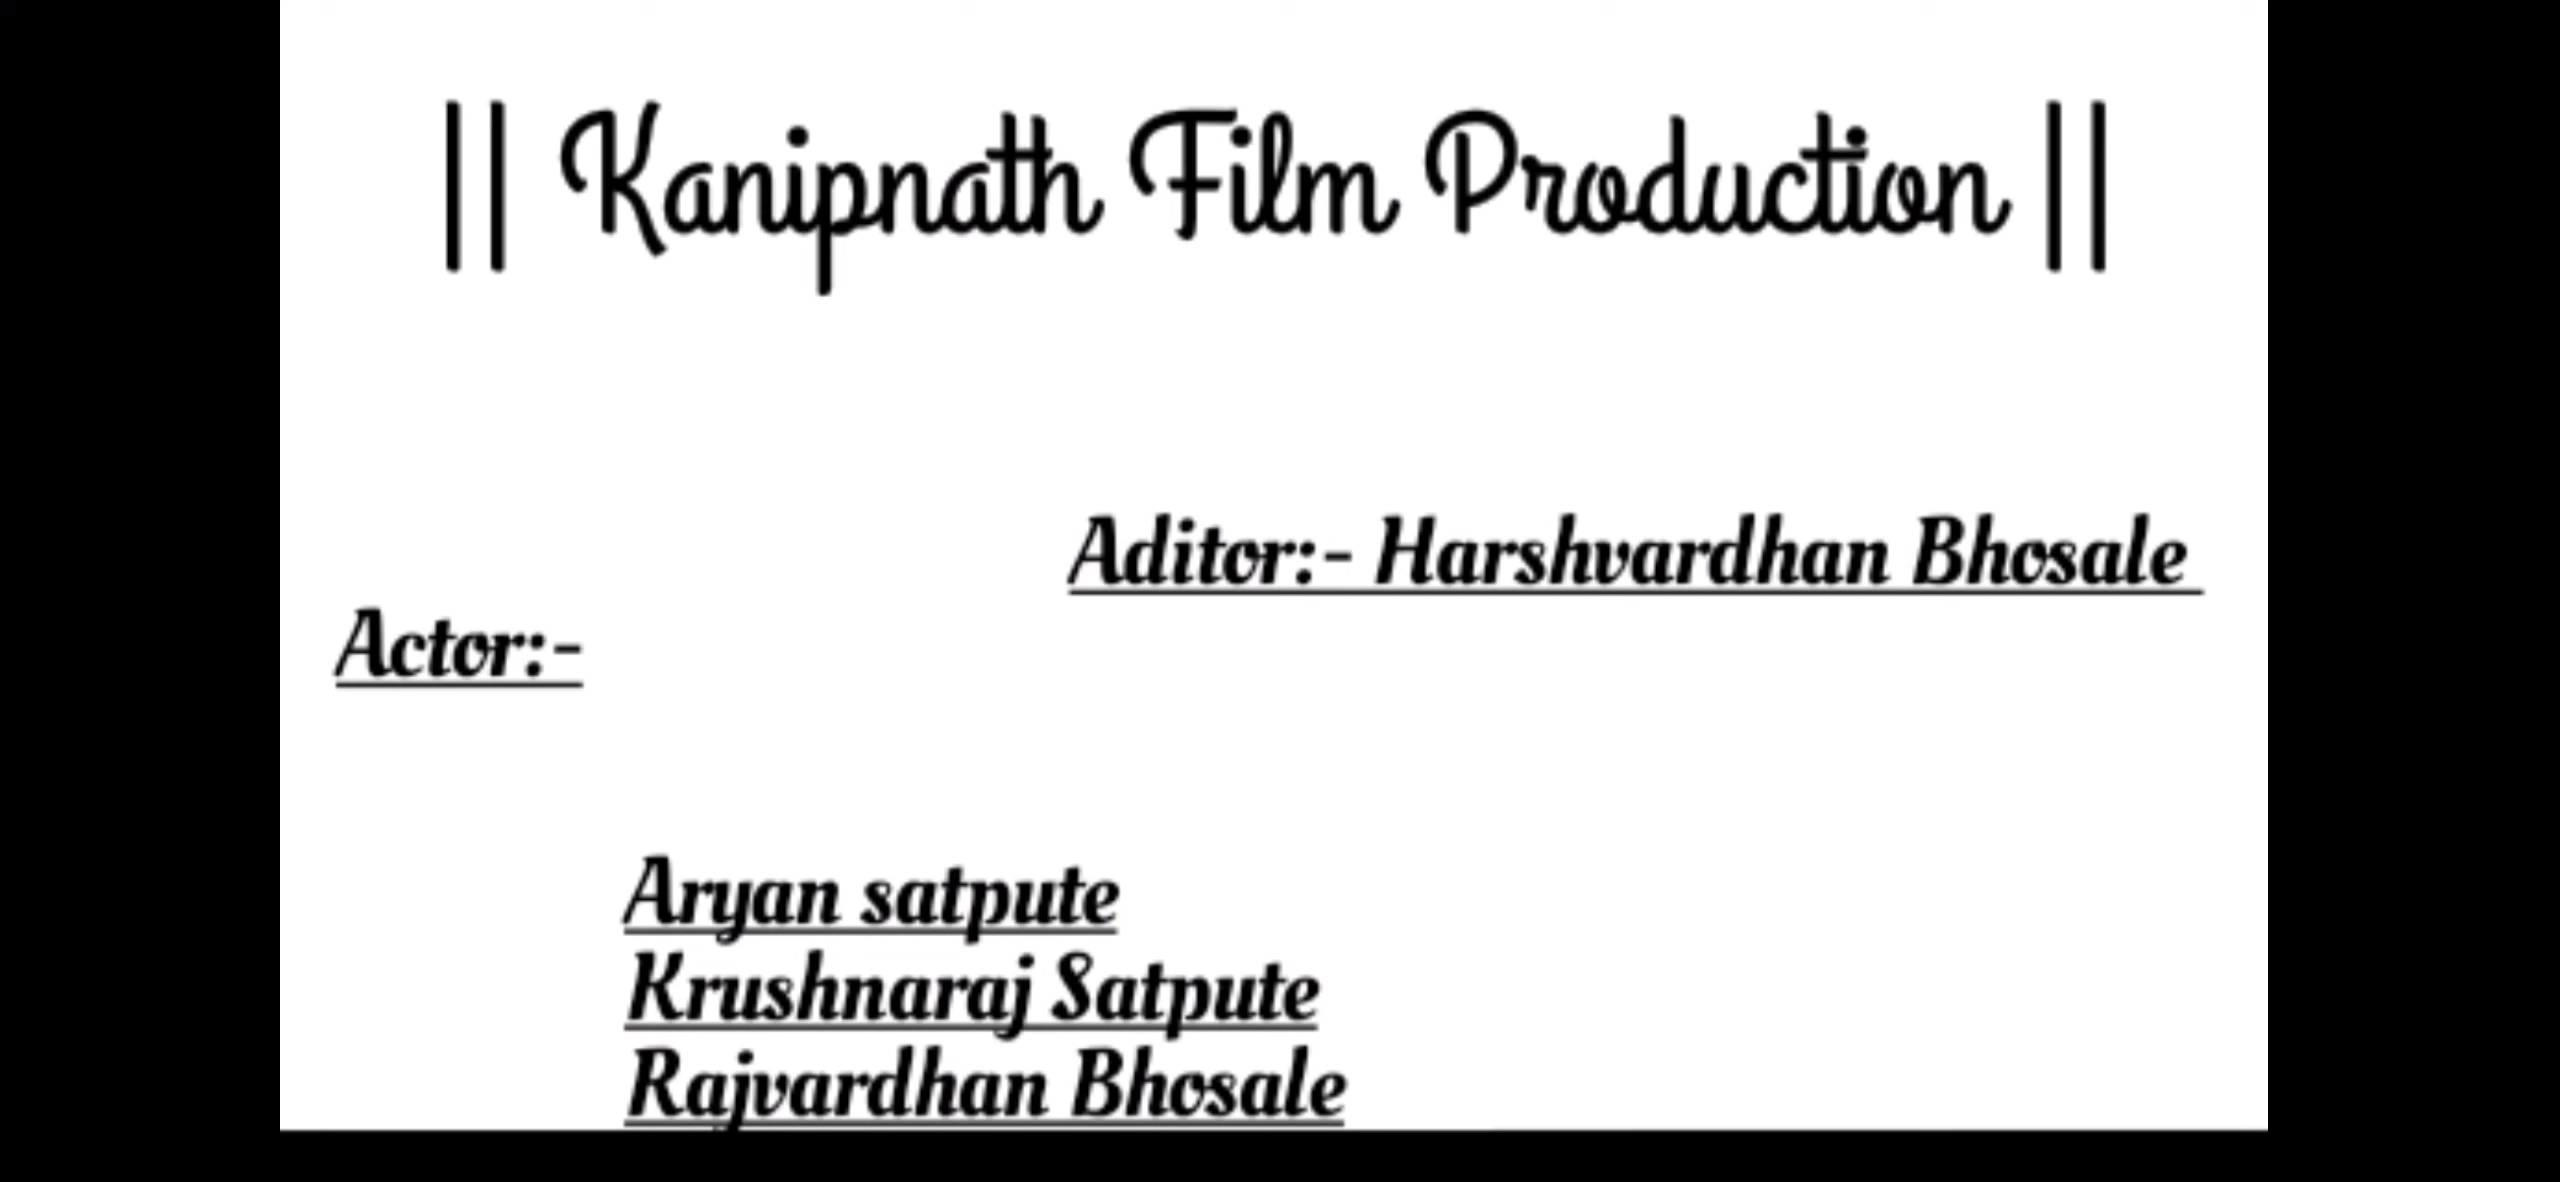 || Kanipnath Film Production ||
Aditor:- Harshvardhan Bhosale
Actor:-
Aryan satpute
Krushnaraj Satpute
Rajvardhan Bhosale